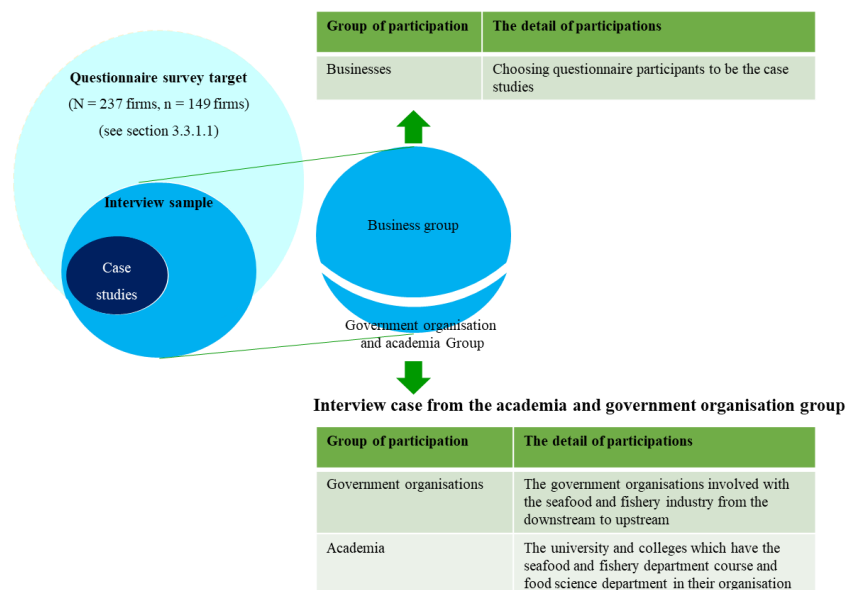 Group of participation The detail of participations
Businesses Choosing questionnaire participants to be the case
studies
Questionnaire survey target
(N = 237 firms, n = 149 firms)
(see section 3.3.1.1)
Interview sample
Case
studies
Business group
Government organisation
and academia Group
Interview case from the academia and government organisation group
Group of participation The detail of participations
Government organisations The government organisations involved with
the seafood and fishery industry from the
downstream to upstream
Academia The university and colleges which have the
seafood and fishery department course and
food science department in their organisation